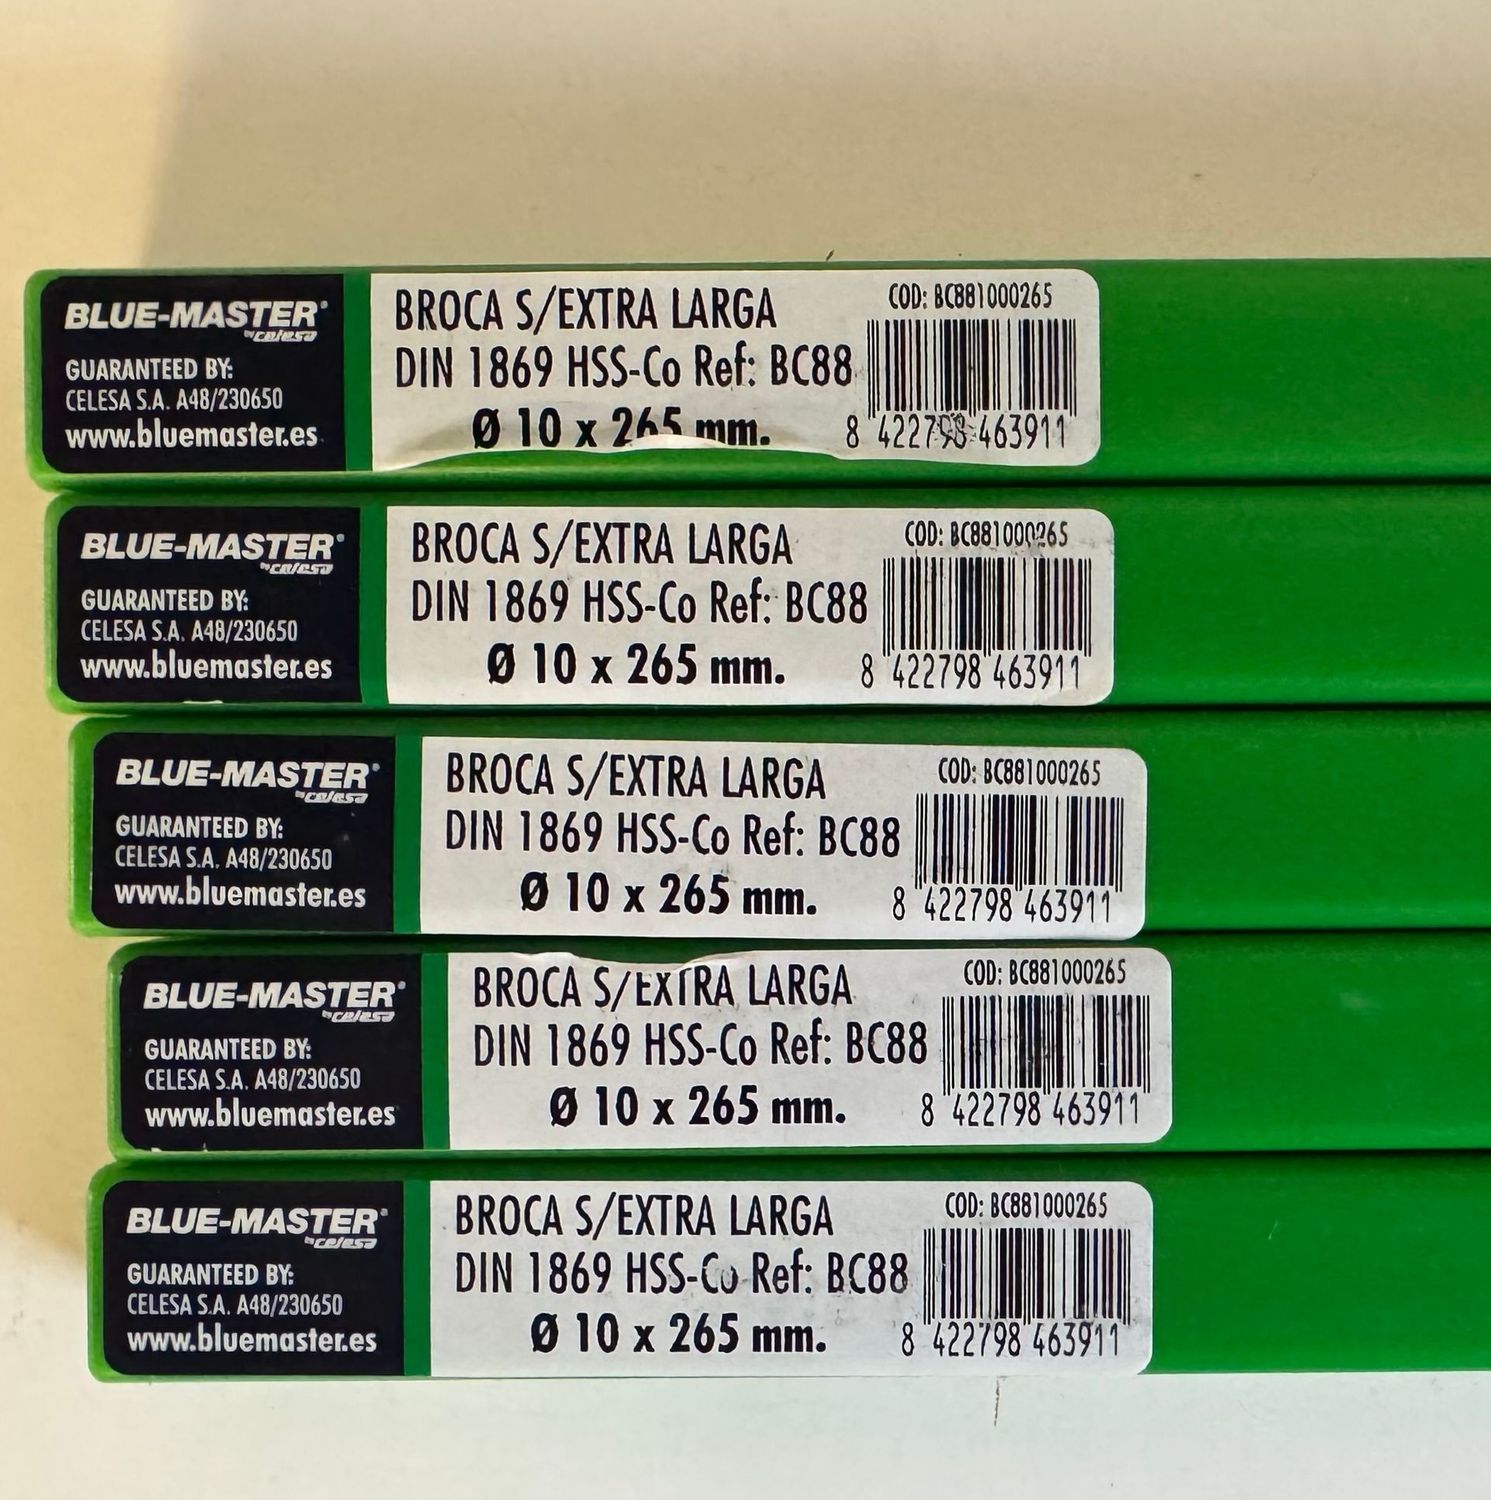 BLUE-MASTER®
by celesa
GUARANTEED BY:
CELESA S.A. A48/230650
www.bluemaster.es
BROCA S/EXTRA LARGA
DIN 1869 HSS-Co Ref: BC88
Ø 10 x 265 mm.
COD: BC881000265
8 422798 463911
BLUE-MASTER®
by celesa
GUARANTEED BY:
CELESA S.A. A48/230650
www.bluemaster.es
BROCA S/EXTRA LARGA
DIN 1869 HSS-Co Ref: BC88
Ø 10 x 265 mm.
COD: BC881000265
8 422798 463911
BLUE-MASTER®
by celesa
GUARANTEED BY:
CELESA S.A. A48/230650
www.bluemaster.es
BROCA S/EXTRA LARGA
DIN 1869 HSS-Co Ref: BC88
Ø 10 x 265 mm.
COD: BC881000265
8 422798 463911
BLUE-MASTER®
by celesa
GUARANTEED BY:
CELESA S.A. A48/230650
www.bluemaster.es
BROCA S/EXTRA LARGA
DIN 1869 HSS-Co Ref: BC88
Ø 10 x 265 mm.
COD: BC881000265
8 422798 463911
BLUE-MASTER®
by celesa
GUARANTEED BY:
CELESA S.A. A48/230650
www.bluemaster.es
BROCA S/EXTRA LARGA
DIN 1869 HSS-Co Ref: BC88
Ø 10 x 265 mm.
COD: BC881000265
8 422798 463911